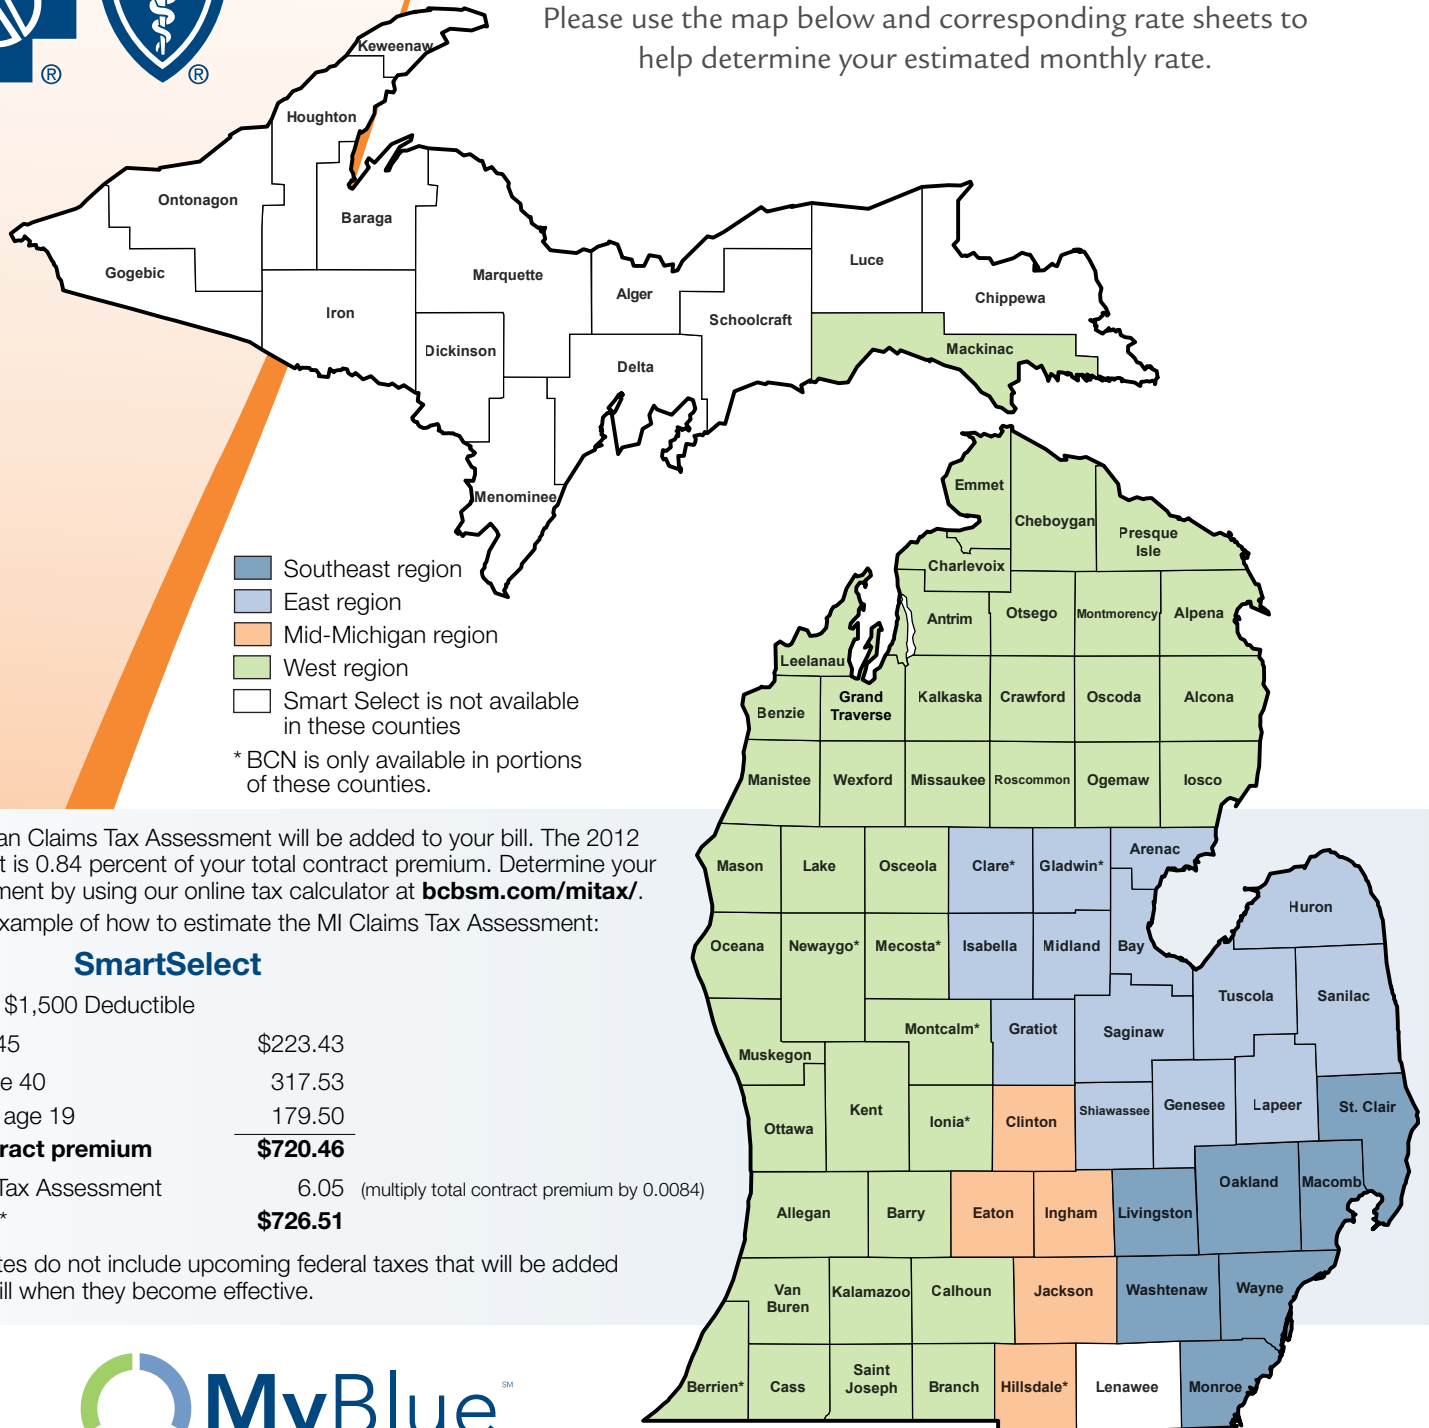 Please use the map below and corresponding rate sheets to
help determine your estimated monthly rate.
®
®
Keweenaw
Houghton
Ontonagon
Baraga
Gogebic
Marquette
Iron
Dickinson
Alger
Luce
Chippewa
Schoolcraft
Mackinac
Delta
Menominee
Southeast region
East region
Mid-Michigan region
West region
Smart Select is not available
in these counties
* BCN is only available in portions
of these counties.
Emmet
Cheboygan
Presque
Isle
Charlevoix
Antrim
Otsego
Montmorency
Alpena
Leelanau
Benzie
Grand
Traverse
Kalkaska
Crawford
Oscoda
Alcona
Manistee
Wexford
Missaukee
Roscommon
Ogemaw
Iosco
Mason
Lake
Osceola
Clare*
Gladwin*
Arenac
Huron
Oceana
Newaygo*
Mecosta*
Isabella
Midland
Bay
Tuscola
Sanilac
Montcalm*
Gratiot
Saginaw
Muskegon
Kent
Ottawa
Ionia*
Clinton
Shiawassee
Genesee
Lapeer
St. Clair
Allegan
Barry
Eaton
Ingham
Livingston
Oakland
Macomb
Van
Buren
Kalamazoo
Calhoun
Jackson
Washtenaw
Wayne
Berrien*
Cass
Saint
Joseph
Branch
Hillsdale*
Lenawee
Monroe
an Claims Tax Assessment will be added to your bill. The 2012
t is 0.84 percent of your total contract premium. Determine your
ment by using our online tax calculator at bcbsm.com/mitax/.
xample of how to estimate the MI Claims Tax Assessment:
SmartSelect
$1,500 Deductible
45 $223.43
e 40 317.53
age 19 179.50
ract premium $720.46
Tax Assessment 6.05 (multiply total contract premium by 0.0084)
* $726.51
tes do not include upcoming federal taxes that will be added
ill when they become effective.
MyBlue℠